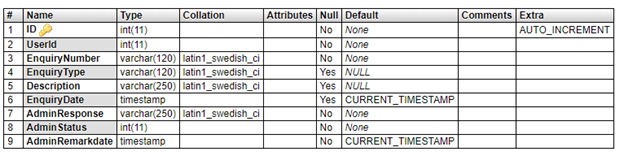 # Name Type Collation Attributes Null Default Comments Extra
1 ID int(11) No None AUTO_INCREMENT
2 UserId int(11) No None
3 EnquiryNumber varchar(120) latin1_swedish_ci No None
4 EnquiryType varchar(120) latin1_swedish_ci Yes NULL
5 Description varchar(250) latin1_swedish_ci Yes NULL
6 EnquiryDate timestamp Yes CURRENT_TIMESTAMP
7 AdminResponse varchar(250) latin1_swedish_ci No None
8 AdminStatus int(11) No None
9 AdminRemarkdate timestamp No CURRENT_TIMESTAMP